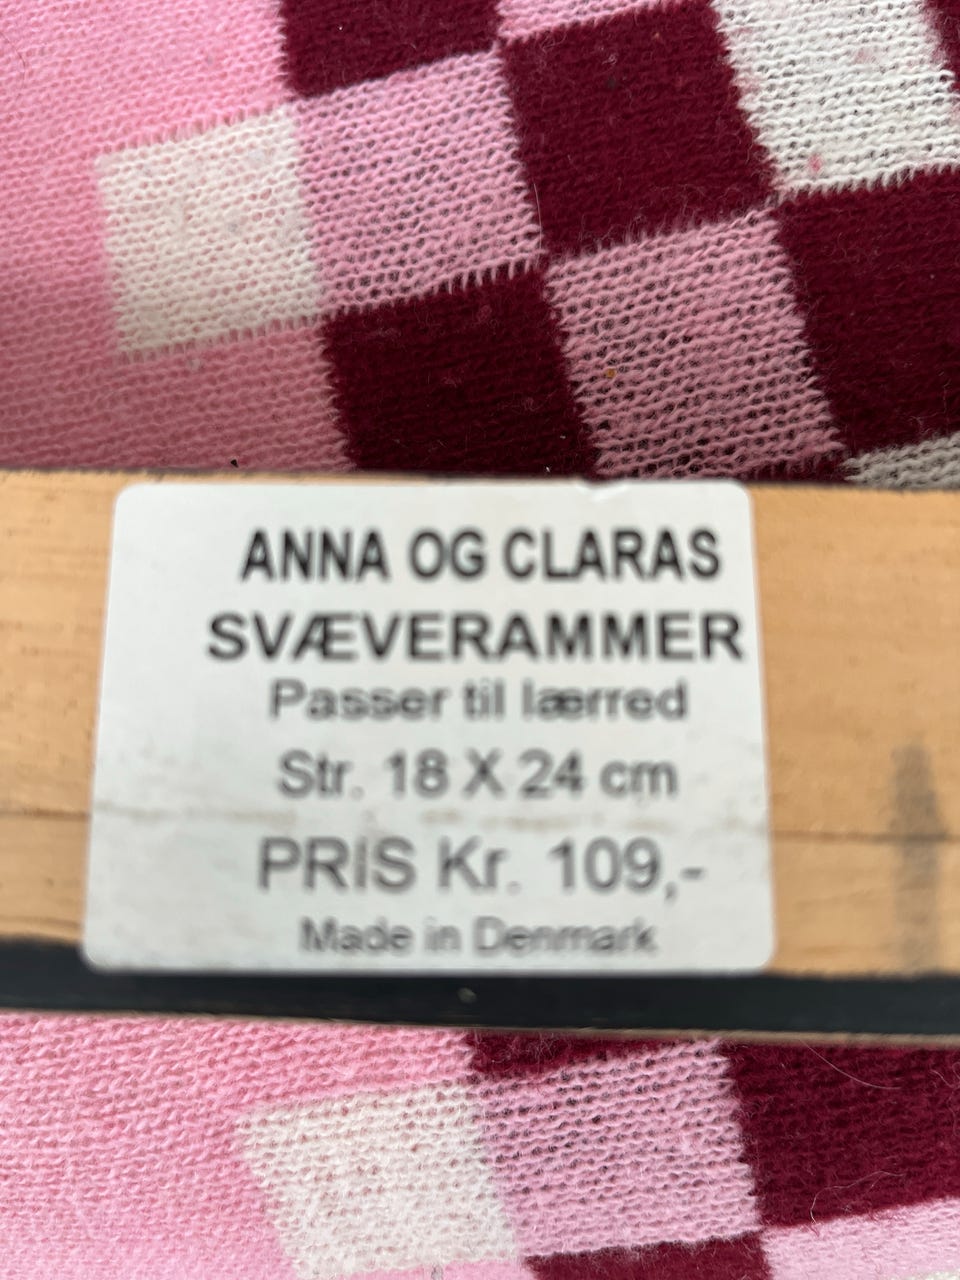 ANNA OG CLARAS
SVÆVERAMMER
Passer til lærred
Str. 18 X 24 cm
PRIS Kr. 109,-
Made in Denmark